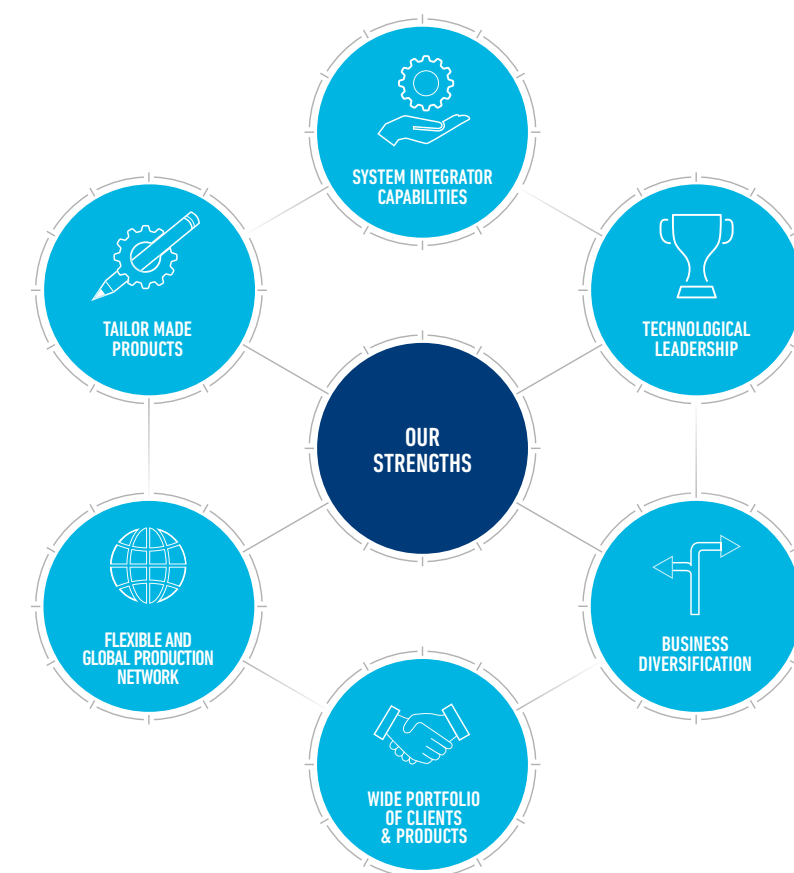 SYSTEM INTEGRATOR
CAPABILITIES
TAILOR MADE
PRODUCTS
TECHNOLOGICAL
LEADERSHIP
OUR
STRENGTHS
FLEXIBLE AND
GLOBAL PRODUCTION
NETWORK
BUSINESS
DIVERSIFICATION
WIDE PORTFOLIO
OF CLIENTS
& PRODUCTS